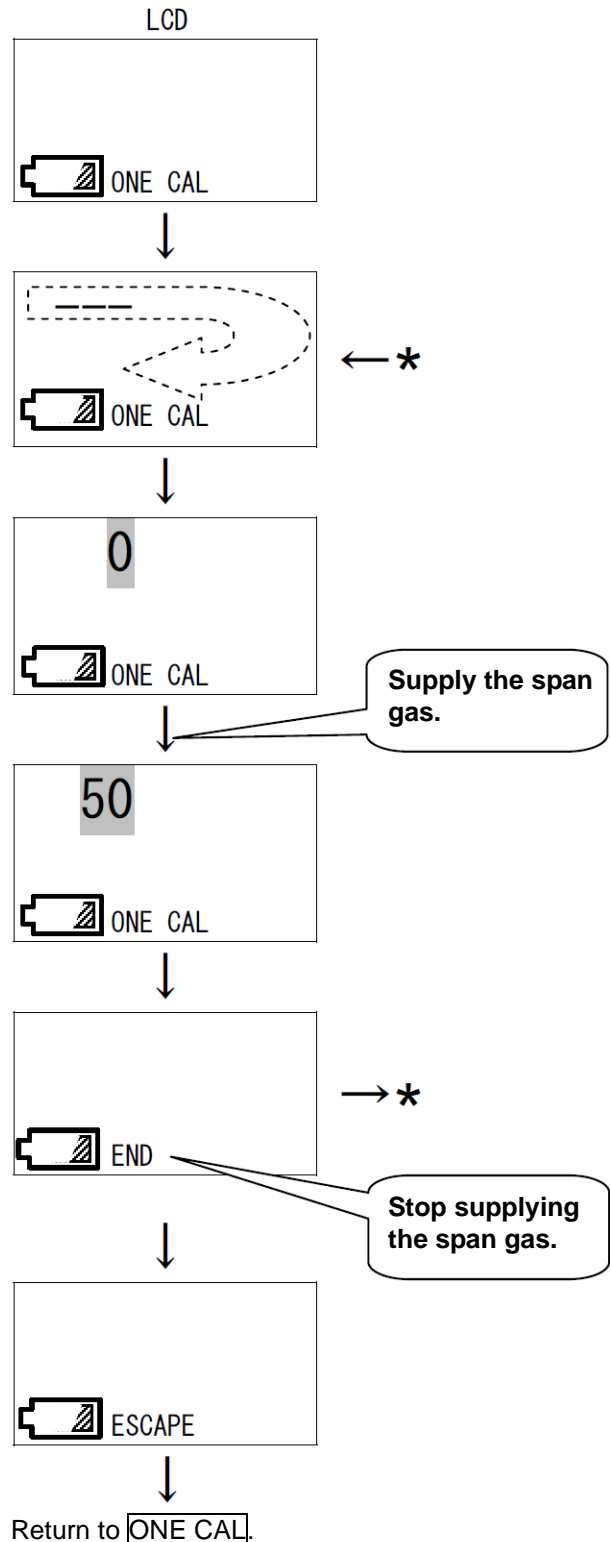 LCD
ONE CAL
---
←*
ONE CAL
0
ONE CAL
Supply the span
gas.
50
ONE CAL
→*
END
Stop supplying
the span gas.
ESCAPE
Return to ONE CAL.